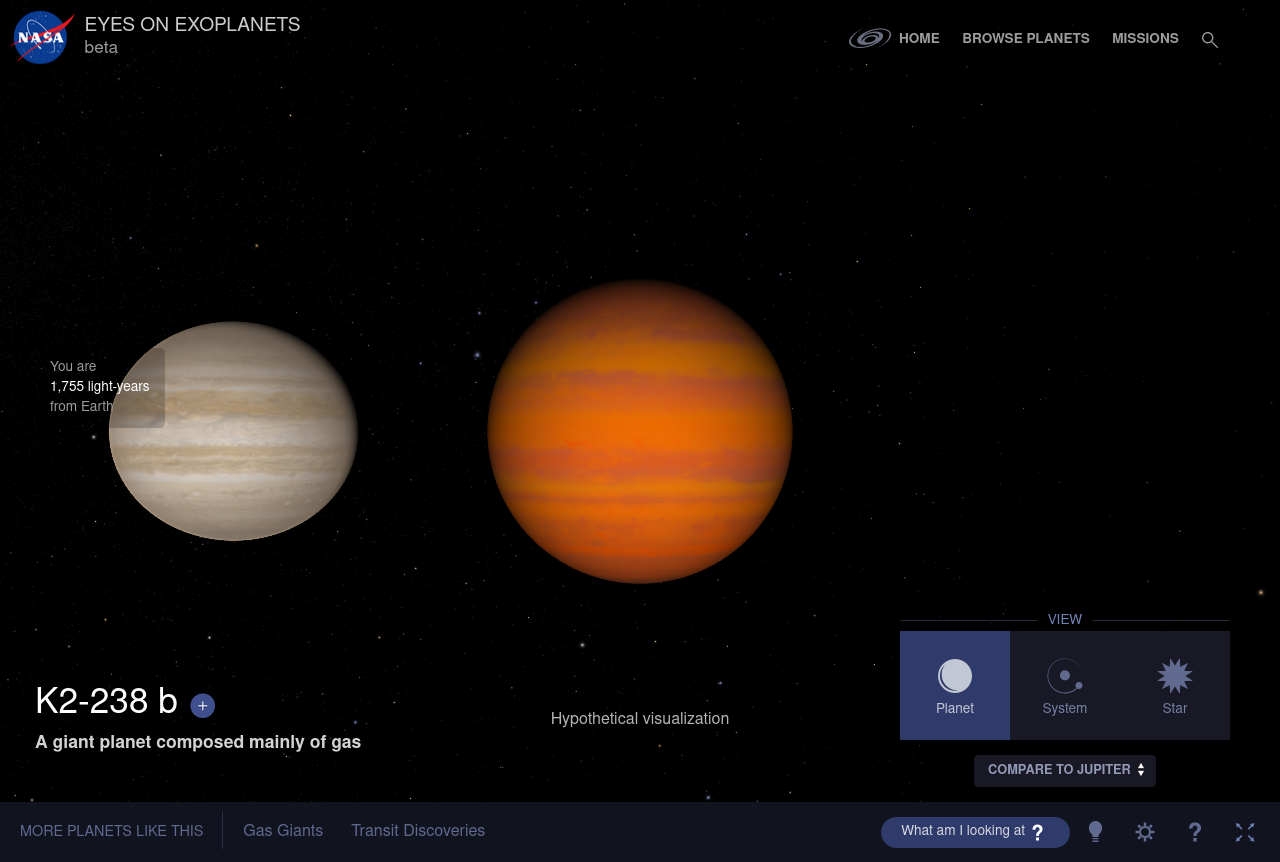 NASA
EYES ON EXOPLANETS
beta
HOME
BROWSE PLANETS
MISSIONS
You are
1,755 light-years
from Earth
VIEW
Planet
System
Star
K2-238 b +
A giant planet composed mainly of gas
Hypothetical visualization
COMPARE TO JUPITER
MORE PLANETS LIKE THIS
Gas Giants
Transit Discoveries
What am I looking at ?
?